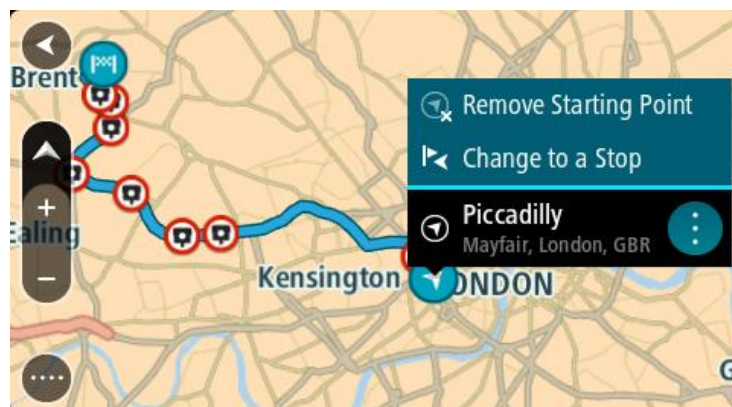 Brent
Remove Starting Point
Change to a Stop
Piccadilly
Mayfair, London, GBR
+
Ealing
−
Kensington
ONDON
G